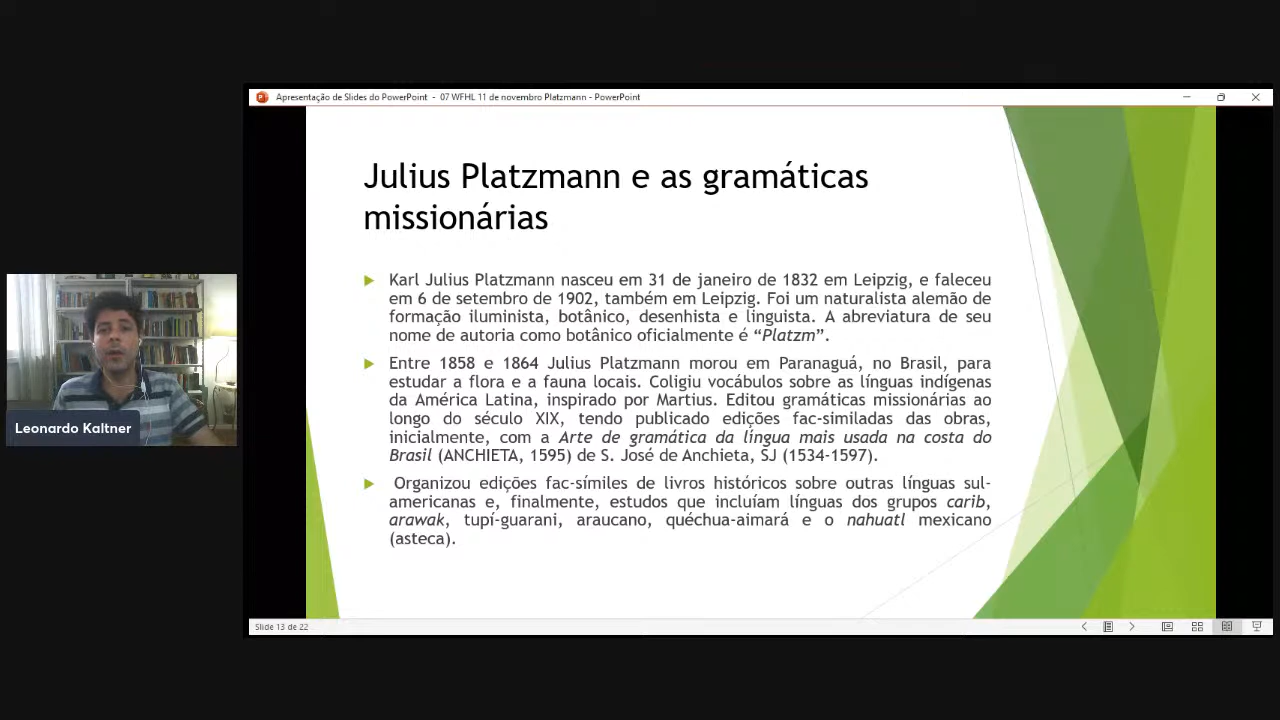 Apresentação de Slides do PowerPoint - 07 WFHL 11 de novembro Platzmann - PowerPoint
Julius Platzmann e as gramáticas
missionárias
Karl Julius Platzmann nasceu em 31 de janeiro de 1832 em Leipzig, e faleceu
em 6 de setembro de 1902, também em Leipzig. Foi um naturalista alemão de
formação iluminista, botânico, desenhista e linguista. A abreviatura de seu
nome de autoria como botânico oficialmente é “Platzm”.
Entre 1858 e 1864 Julius Platzmann morou em Paranaguá, no Brasil, para
estudar a flora e a fauna locais. Coligiu vocábulos sobre as línguas indígenas
da América Latina, inspirado por Martius. Editou gramáticas missionárias ao
longo do século XIX, tendo publicado edições fac-similadas das obras,
inicialmente, com a Arte de gramática da língua mais usada na costa do
Brasil (ANCHIETA, 1595) de S. José de Anchieta, SJ (1534-1597).
Organizou edições fac-símiles de livros históricos sobre outras línguas sul-
americanas e, finalmente, estudos que incluíam línguas dos grupos carib,
arawak, tupí-guarani, araucano, quéchua-aimará e o nahuatl mexicano
(asteca).
Leonardo Kaltner
Slide 13 de 22